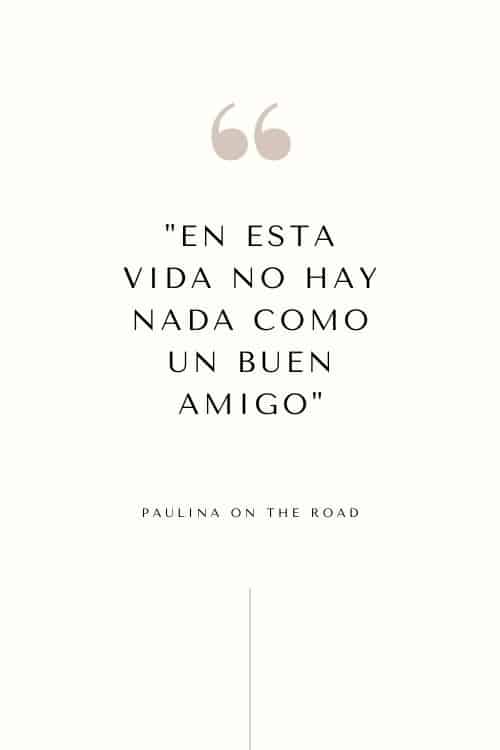 "EN ESTA
VIDA NO HAY
NADA COMO
UN BUEN
AMIGO"
PAULINA ON THE ROAD